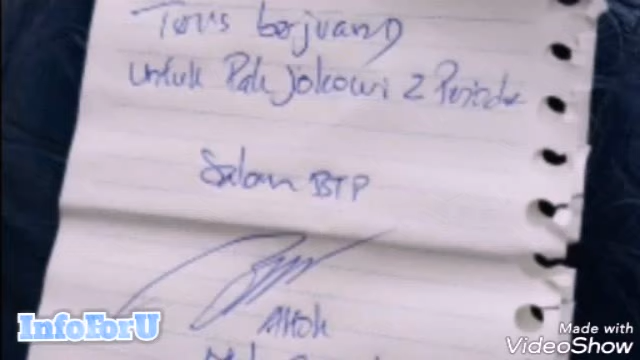 Terus berjuang
untuk Pak Jokowi 2 Periode
Salam BTP
Ahok
InfoForU
Made with
VideoShow